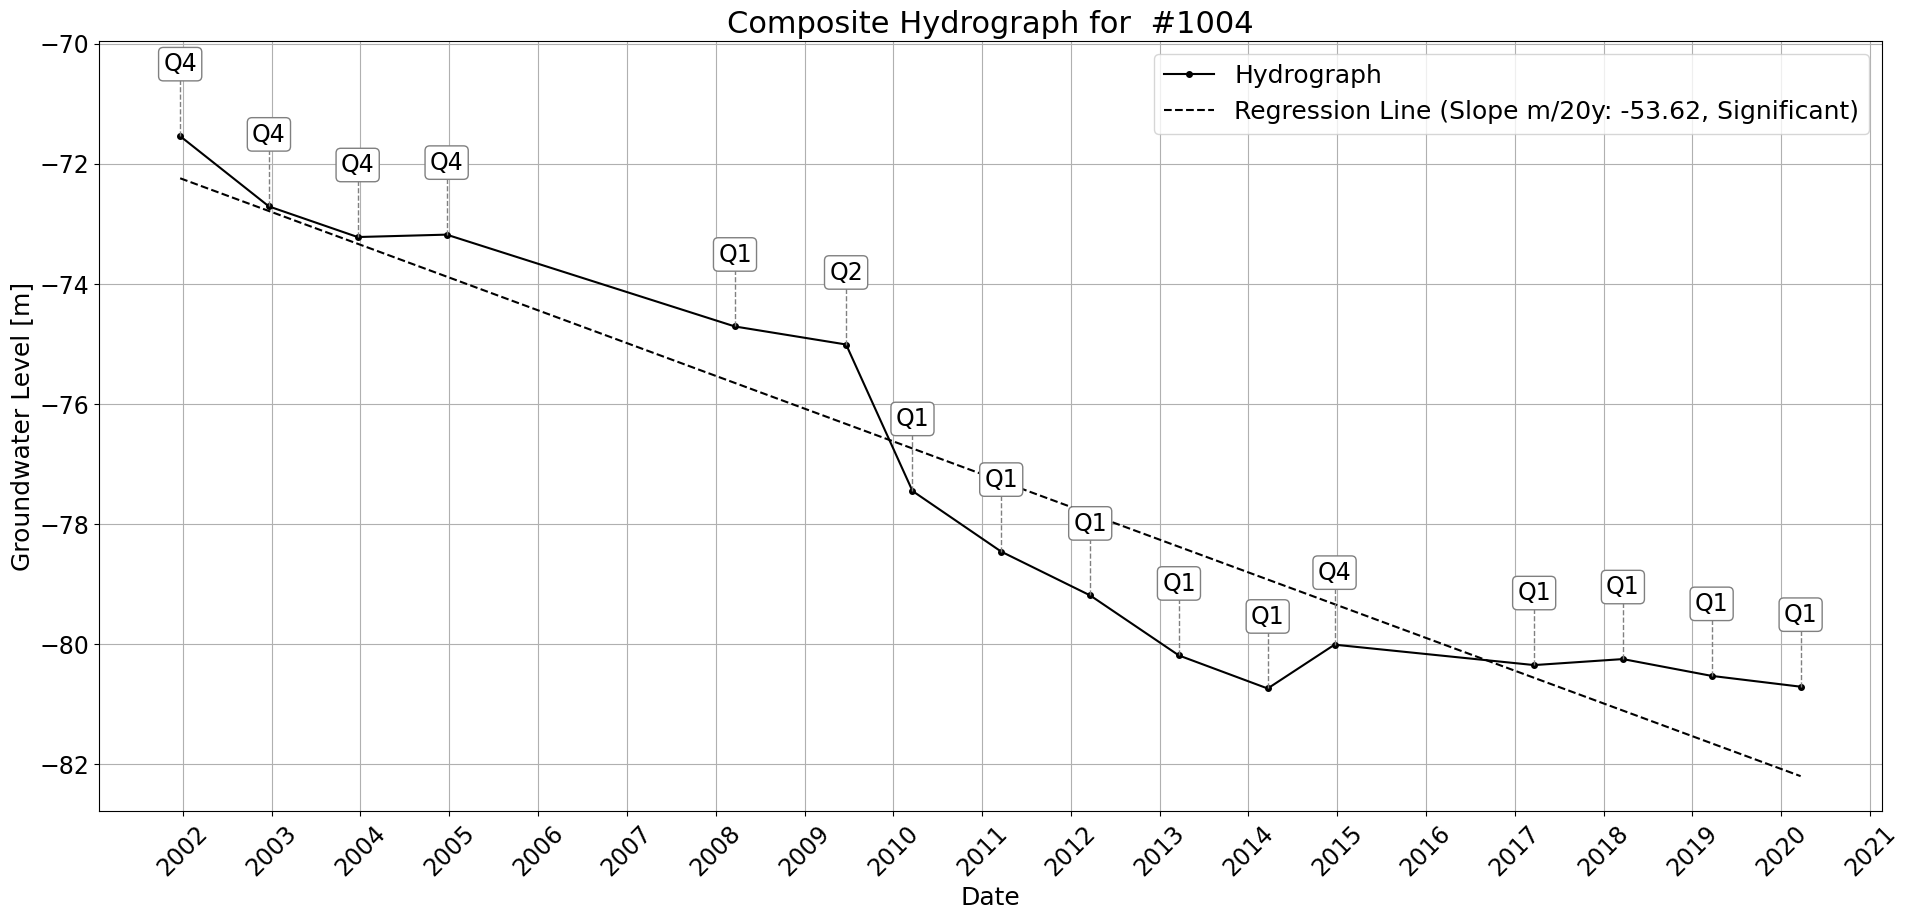 Composite Hydrograph for  #1004
Hydrograph
Regression Line (Slope m/20y: -53.62, Significant)
Groundwater Level [m]
−70
−72
−74
−76
−78
−80
−82
Q4
Q4
Q4
Q4
Q1
Q2
Q1
Q1
Q1
Q1
Q1
Q4
Q1
Q1
Q1
Q1
2002
2003
2004
2005
2006
2007
2008
2009
2010
2011
2012
2013
2014
2015
2016
2017
2018
2019
2020
2021
Date